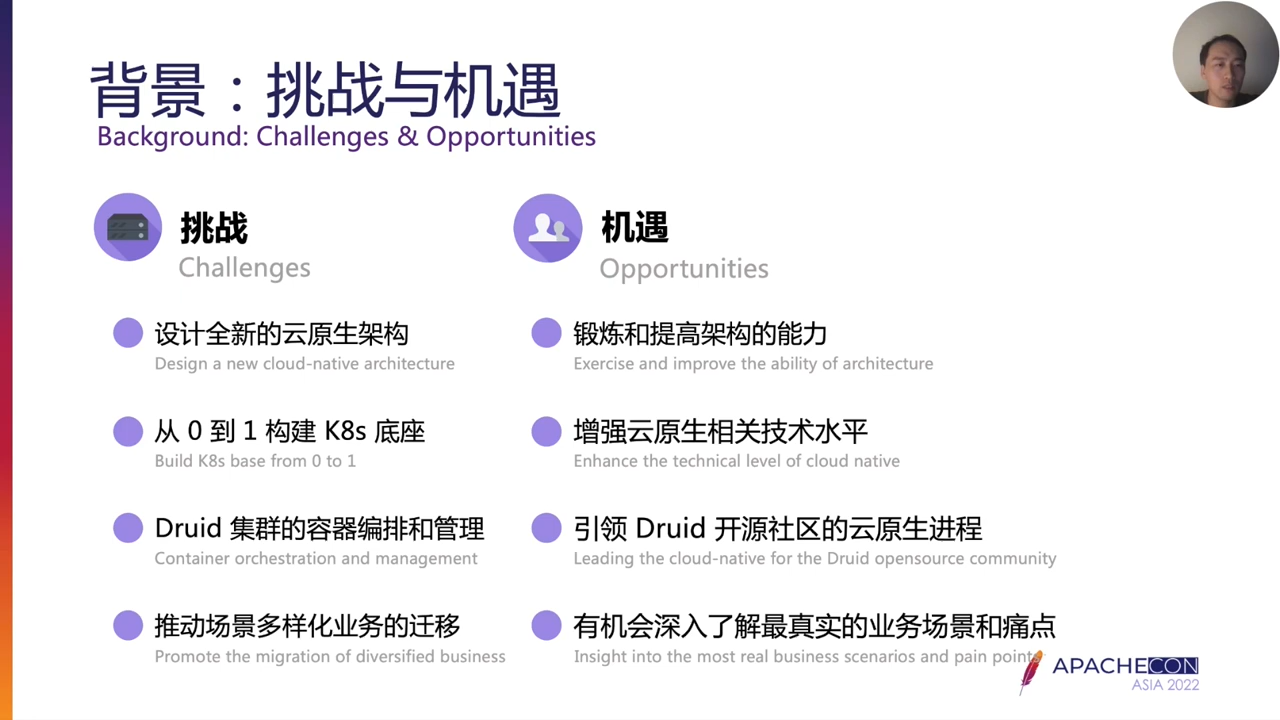 背景：挑战与机遇
Background: Challenges & Opportunities
挑战
Challenges
设计全新的云原生架构
Design a new cloud-native architecture
从 0 到 1 构建 K8s 底座
Build K8s base from 0 to 1
Druid 集群的容器编排和管理
Container orchestration and management
推动场景多样化业务的迁移
Promote the migration of diversified business
机遇
Opportunities
锻炼和提高架构的能力
Exercise and improve the ability of architecture
增强云原生相关技术水平
Enhance the technical level of cloud native
引领 Druid 开源社区的云原生进程
Leading the cloud-native for the Druid opensource community
有机会深入了解最真实的业务场景和痛点
Insight into the most real business scenarios and pain points
APACHECON
ASIA 2022